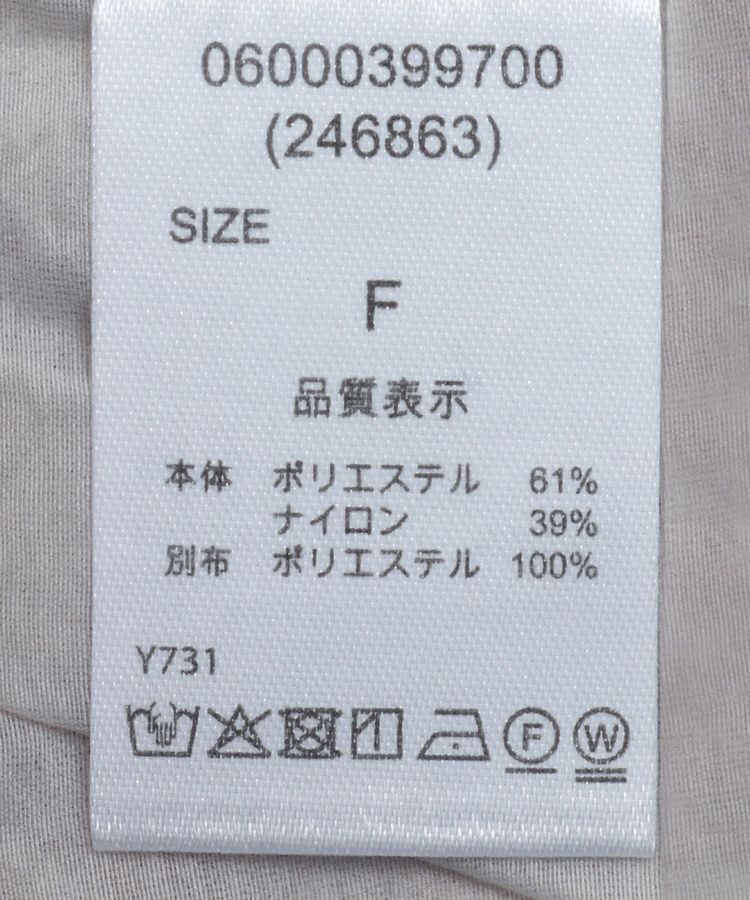 06000399700
(246863)
SIZE
F
品質表示
本体 ポリエステル 61%
ナイロン 39%
別布 ポリエステル 100%
Y731
F W